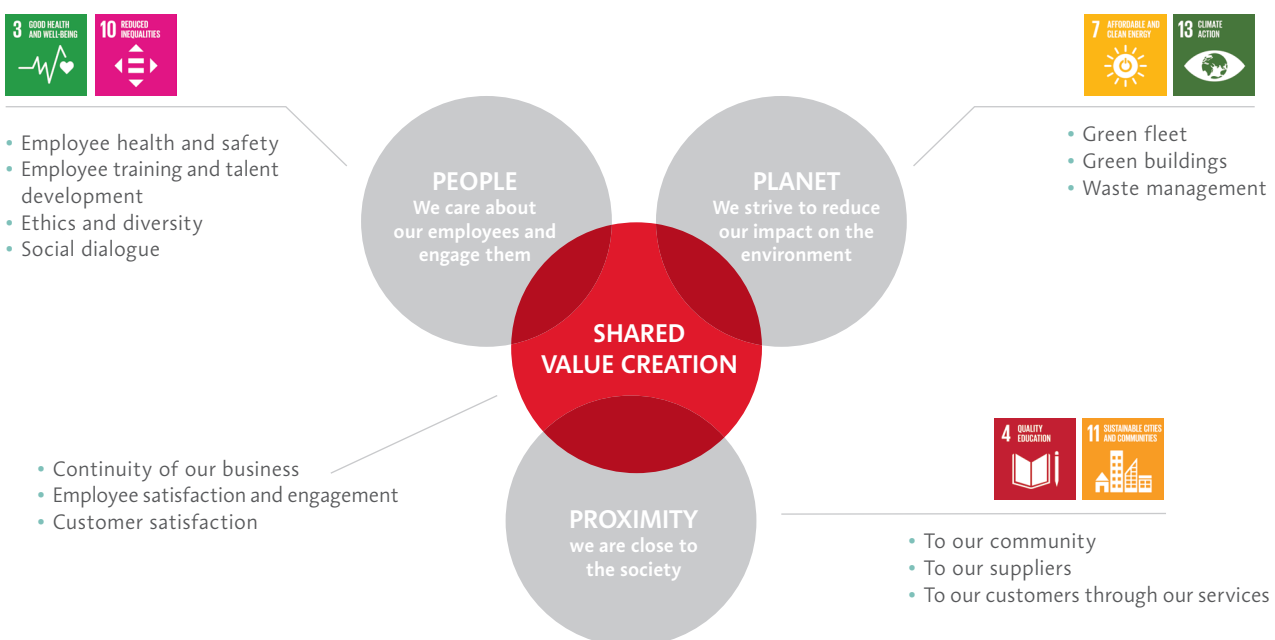 3 GOOD HEALTH
AND WELL-BEING
10 REDUCED
INEQUALITIES
• Employee health and safety
• Employee training and talent
development
• Ethics and diversity
• Social dialogue
PEOPLE
We care about
our employees and
engage them
PLANET
We strive to reduce
our impact on the
environment
7 AFFORDABLE AND
CLEAN ENERGY
13 CLIMATE
ACTION
• Green fleet
• Green buildings
• Waste management
SHARED
VALUE CREATION
• Continuity of our business
• Employee satisfaction and engagement
• Customer satisfaction
PROXIMITY
we are close to
the society
4 QUALITY
EDUCATION
11 SUSTAINABLE CITIES
AND COMMUNITIES
• To our community
• To our suppliers
• To our customers through our services